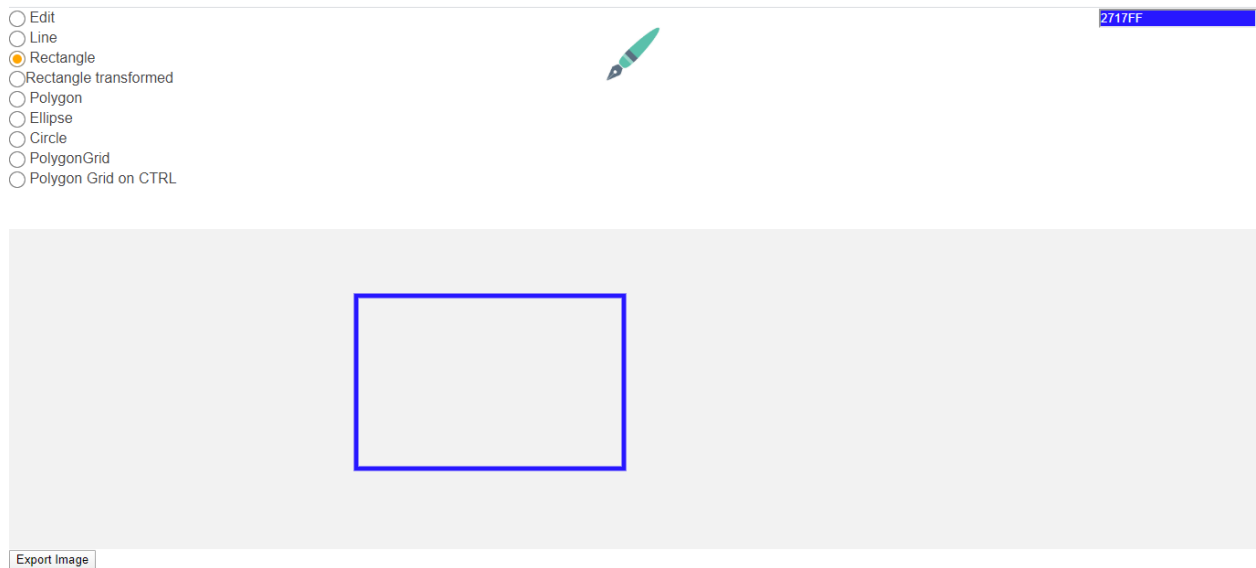 Edit
2717FF
Line
Rectangle
Rectangle transformed
Polygon
Ellipse
Circle
PolygonGrid
Polygon Grid on CTRL
Export Image